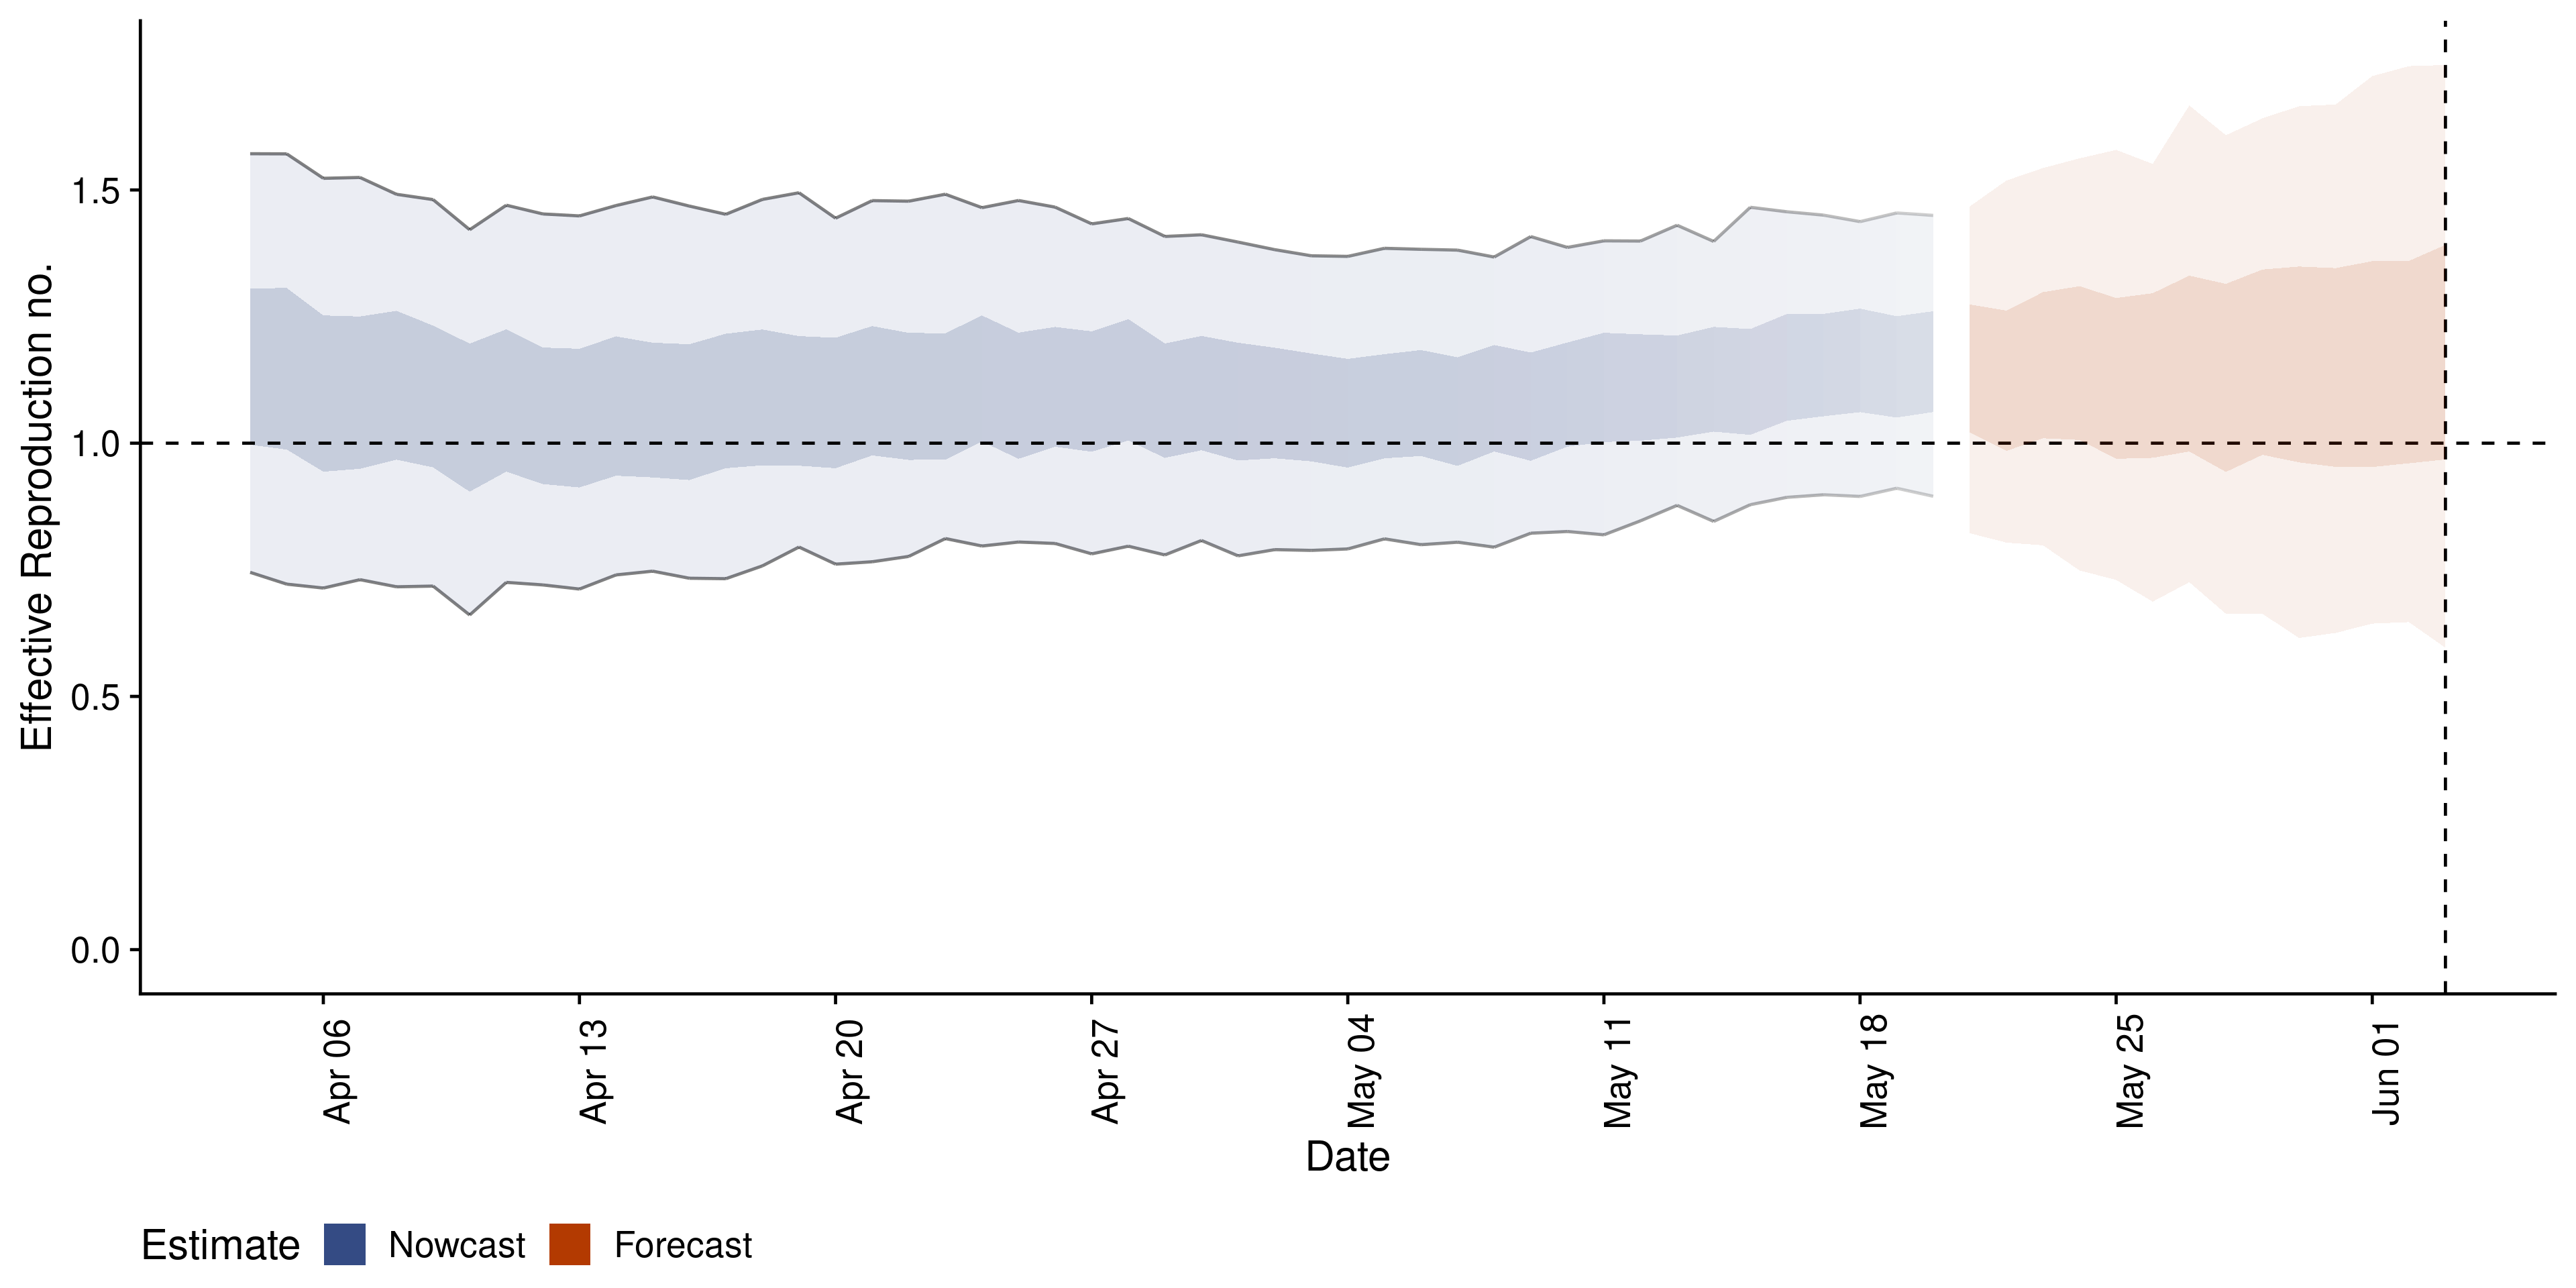 Effective Reproduction no.
1.5
1.0
0.5
0.0
Apr 06
Apr 13
Apr 20
Apr 27
May 04
May 11
May 18
May 25
Jun 01
Date
Estimate Nowcast Forecast